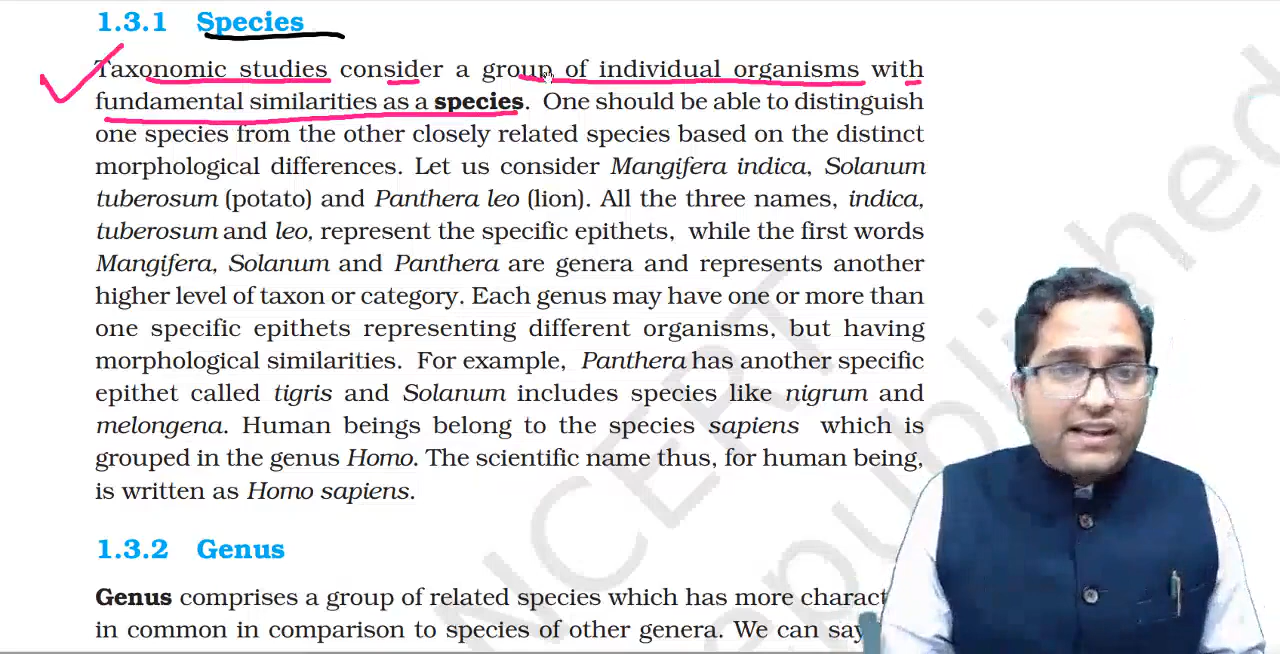 1.3.1 Species
Taxonomic studies consider a group of individual organisms with
fundamental similarities as a species. One should be able to distinguish
one species from the other closely related species based on the distinct
morphological differences. Let us consider Mangifera indica, Solanum
tuberosum (potato) and Panthera leo (lion). All the three names, indica,
tuberosum and leo, represent the specific epithets, while the first words
Mangifera, Solanum and Panthera are genera and represents another
higher level of taxon or category. Each genus may have one or more than
one specific epithets representing different organisms, but having
morphological similarities. For example, Panthera has another specific
epithet called tigris and Solanum includes species like nigrum and
melongena. Human beings belong to the species sapiens which is
grouped in the genus Homo. The scientific name thus, for human being,
is written as Homo sapiens.
1.3.2 Genus
Genus comprises a group of related species which has more charact
in common in comparison to species of other genera. We can say
NCERT
republished